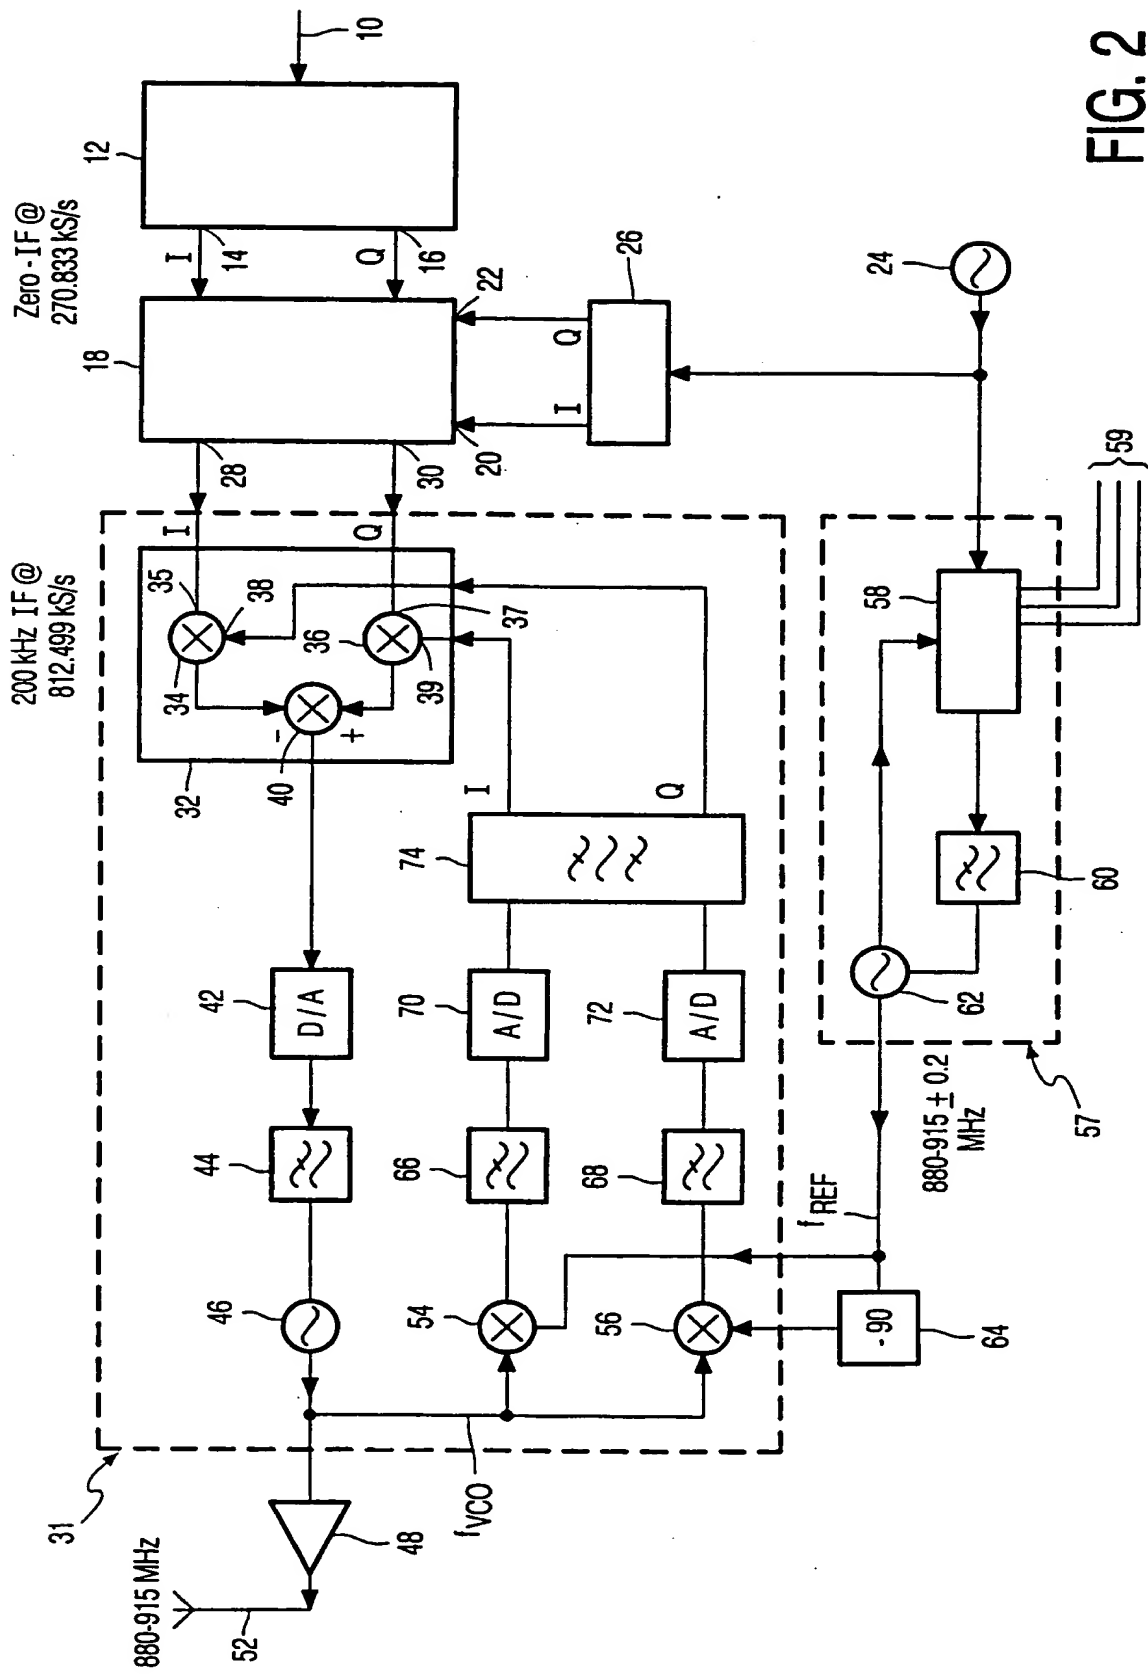 FIG. 2
10
12
Zero - IF @
270.833 kS/s
I
14
Q
16
18
22
Q
26
I
20
24
28
30
200 kHz IF @
812.499 kS/s
I
Q
35
38
34
36
37
39
-
+
40
32
I
Q
74
58
59
60
62
57
42
D/A
70
A/D
72
A/D
44
66
68
880-915 ± 0.2
MHz
fREF
46
54
56
-90
64
31
fVCO
48
880-915 MHz
52